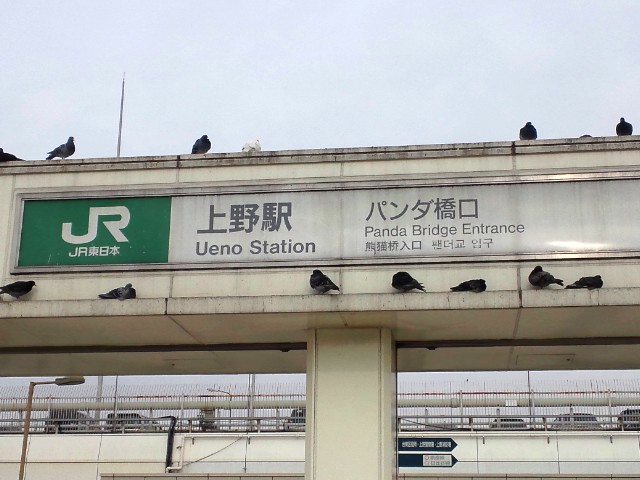 JR
JR東日本
上野駅
Ueno Station
パンダ橋口
Panda Bridge Entrance
熊猫桥入口 팬더교 입구